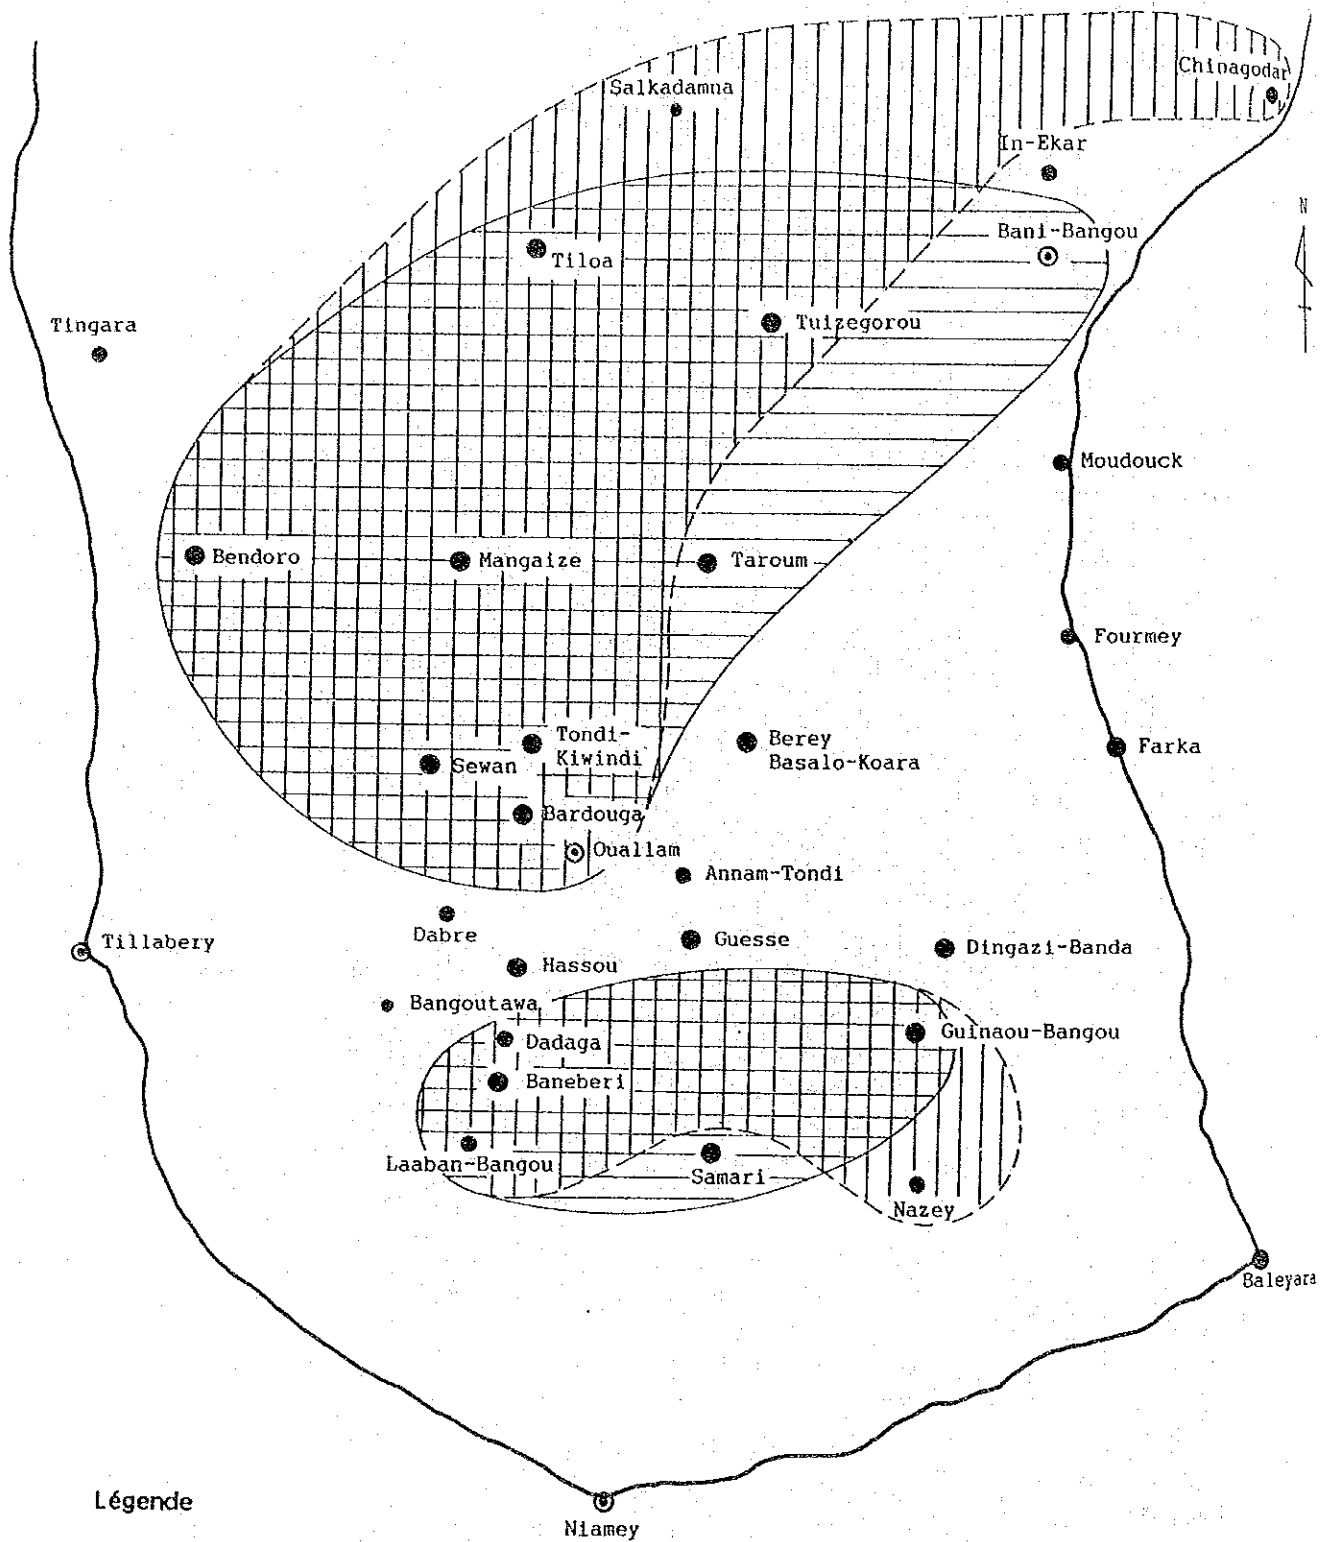 Chinagodar
Salkadamna
In-Ekar
N
Bani-Bangou
Tiloa
Tingara
Tuizegorou
Moudouck
Bendoro
Mangaize
Taroum
Fourmey
Tondi-
Kiwindi
Berey
Basalo-Koara
Farka
Sewan
Bardouga
Ouallam
Annam-Tondi
Dabre
Guesse
Dingazi-Banda
Tillabery
Hassou
Bangoutawa
Guinaou-Bangou
Dadaga
Baneberi
Laaban-Bangou
Samari
Nazey
Baleyara
Légende
Niamey